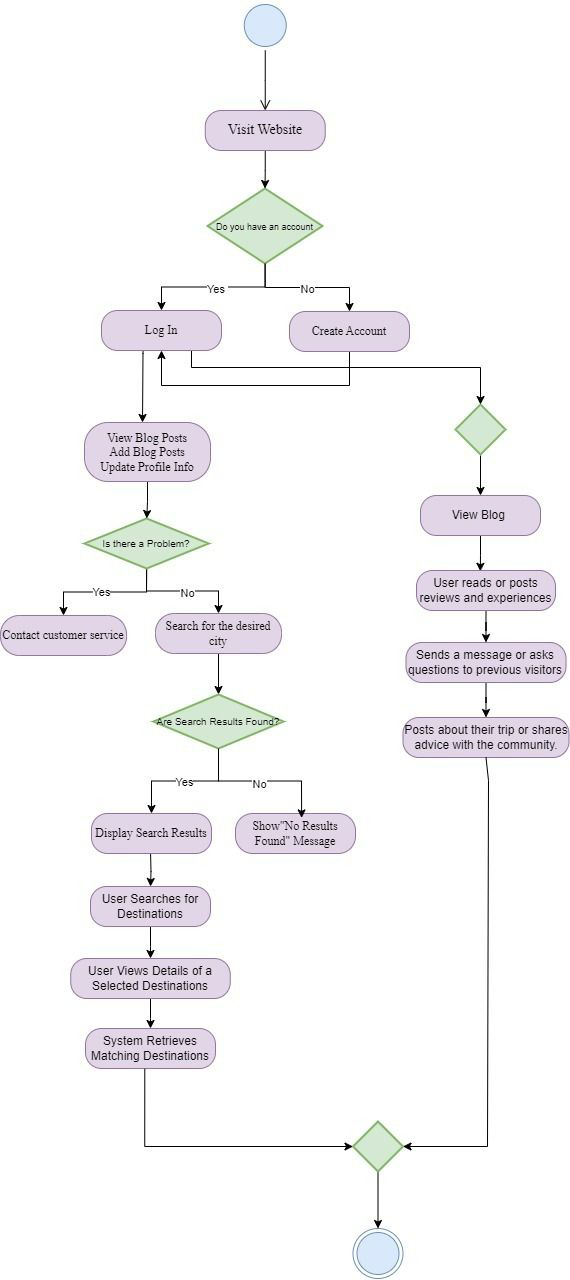 Visit Website
Do you have an account
Yes
No
Log In
Create Account
View Blog Posts
Add Blog Posts
Update Profile Info
View Blog
Is there a Problem?
User reads or posts
reviews and experiences
Yes
No
Contact customer service
Search for the desired
city
Sends a message or asks
questions to previous visitors
Are Search Results Found?
Posts about their trip or shares
advice with the community.
Yes
No
Display Search Results
Show"No Results
Found" Message
User Searches for
Destinations
User Views Details of a
Selected Destinations
System Retrieves
Matching Destinations